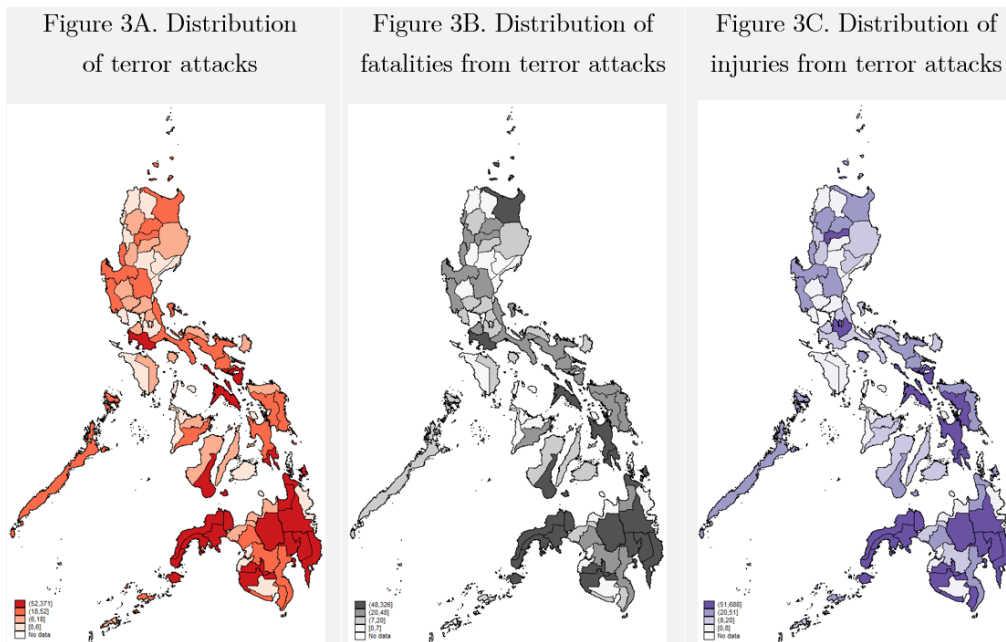 Figure 3A. Distribution
of terror attacks
Figure 3B. Distribution of
fatalities from terror attacks
Figure 3C. Distribution of
injuries from terror attacks
(52,371]
(18,52]
(6,18]
[0,6]
No data
(48,326]
(20,48]
(7,20]
[0,7]
No data
(51,688]
(20,51]
(8,20]
[0,8]
No data